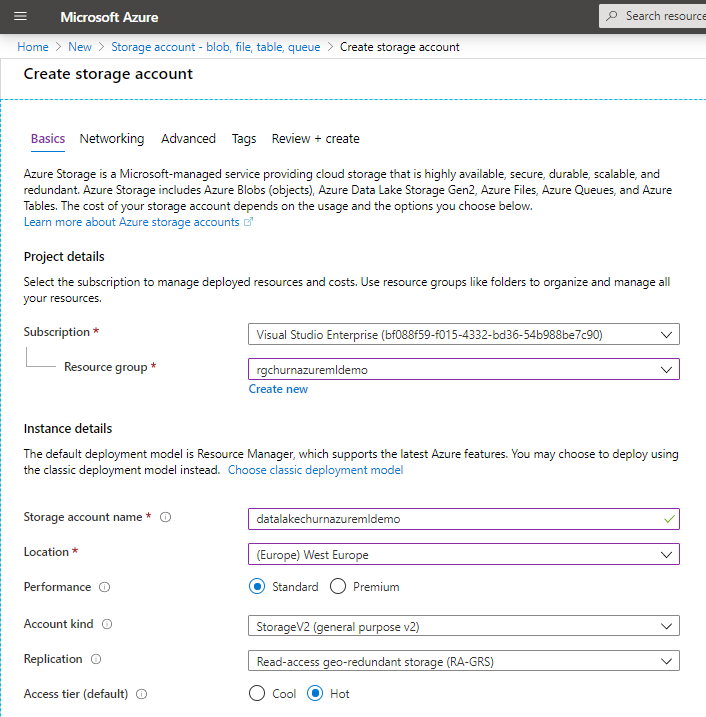 Microsoft Azure
Search resource
Home > New > Storage account - blob, file, table, queue > Create storage account
Create storage account
Basics Networking Advanced Tags Review + create
Azure Storage is a Microsoft-managed service providing cloud storage that is highly available, secure, durable, scalable, and
redundant. Azure Storage includes Azure Blobs (objects), Azure Data Lake Storage Gen2, Azure Files, Azure Queues, and Azure
Tables. The cost of your storage account depends on the usage and the options you choose below.
Learn more about Azure storage accounts
Project details
Select the subscription to manage deployed resources and costs. Use resource groups like folders to organize and manage all
your resources.
Subscription * Visual Studio Enterprise (bf088f59-f015-4332-bd36-54b988be7c90)
Resource group * rgchurnazuremldemo
Create new
Instance details
The default deployment model is Resource Manager, which supports the latest Azure features. You may choose to deploy using
the classic deployment model instead. Choose classic deployment model
Storage account name * datalakechurnazuremldemo
Location * (Europe) West Europe
Performance Standard Premium
Account kind StorageV2 (general purpose v2)
Replication Read-access geo-redundant storage (RA-GRS)
Access tier (default) Cool Hot